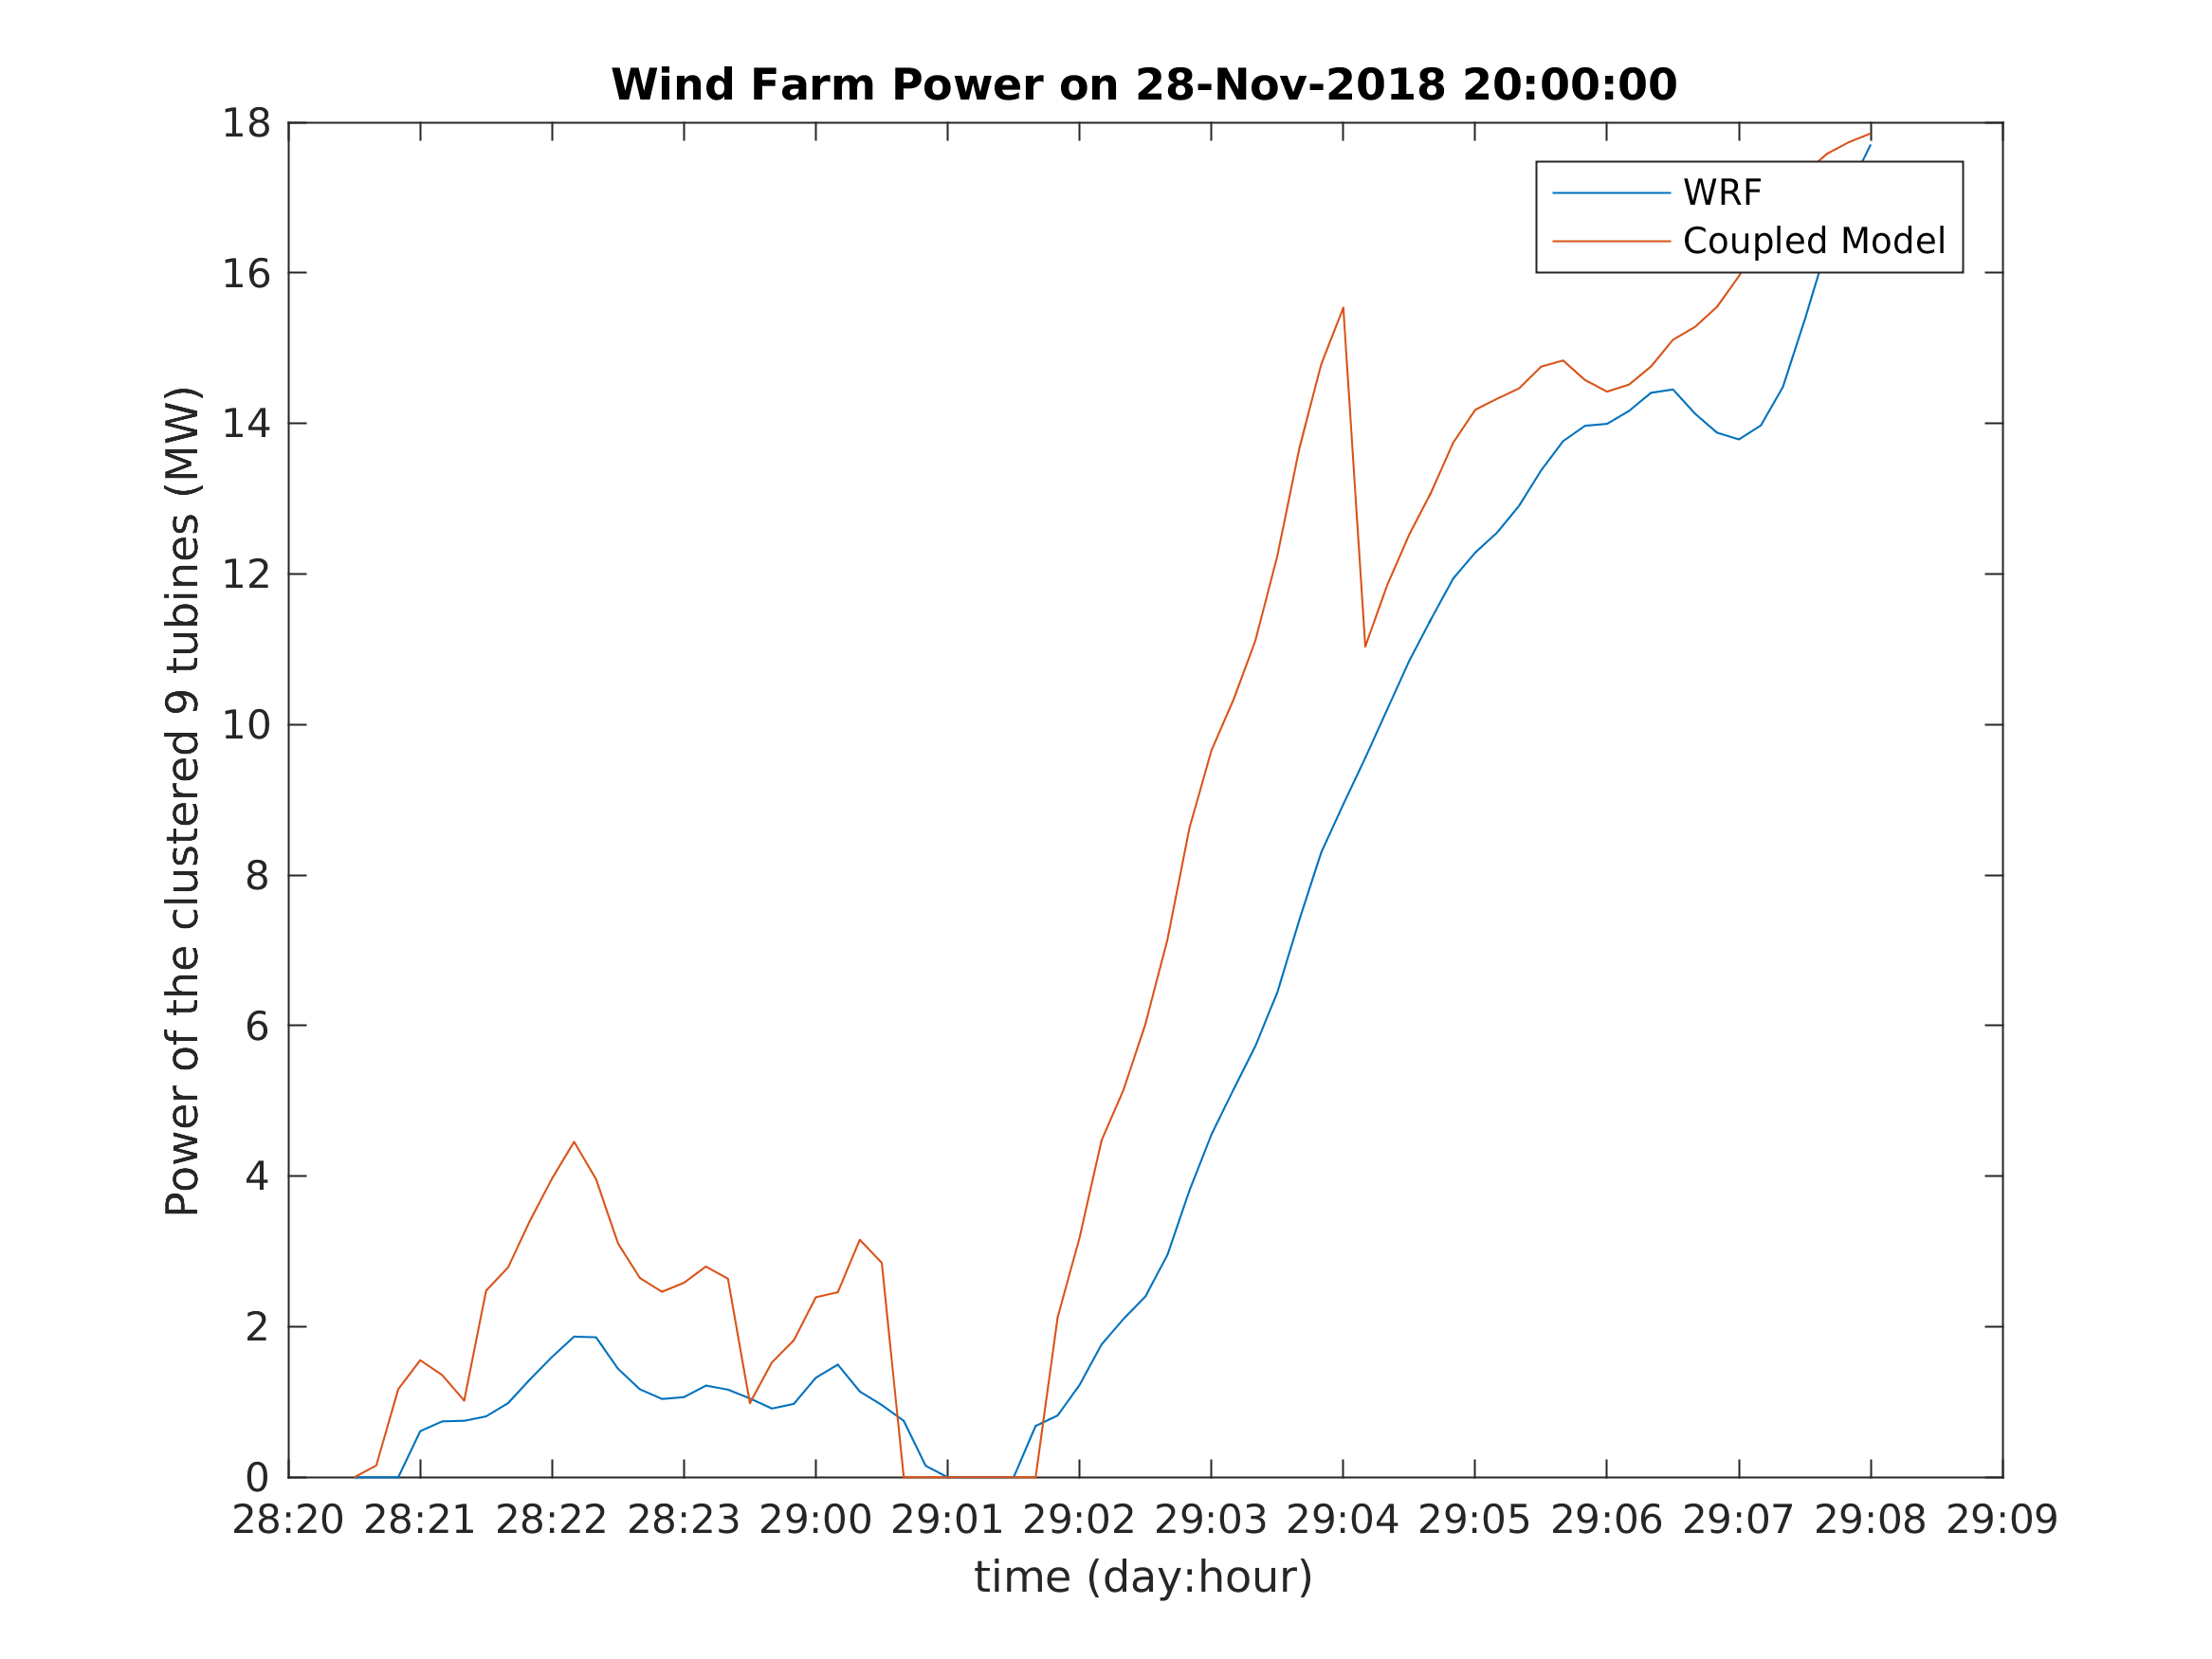 Wind Farm Power on 28-Nov-2018 20:00:00
18
16
14
12
10
8
6
4
2
0
Power of the clustered 9 tubines (MW)
WRF
Coupled Model
28:20 28:21 28:22 28:23 29:00 29:01 29:02 29:03 29:04 29:05 29:06 29:07 29:08 29:09
time (day:hour)